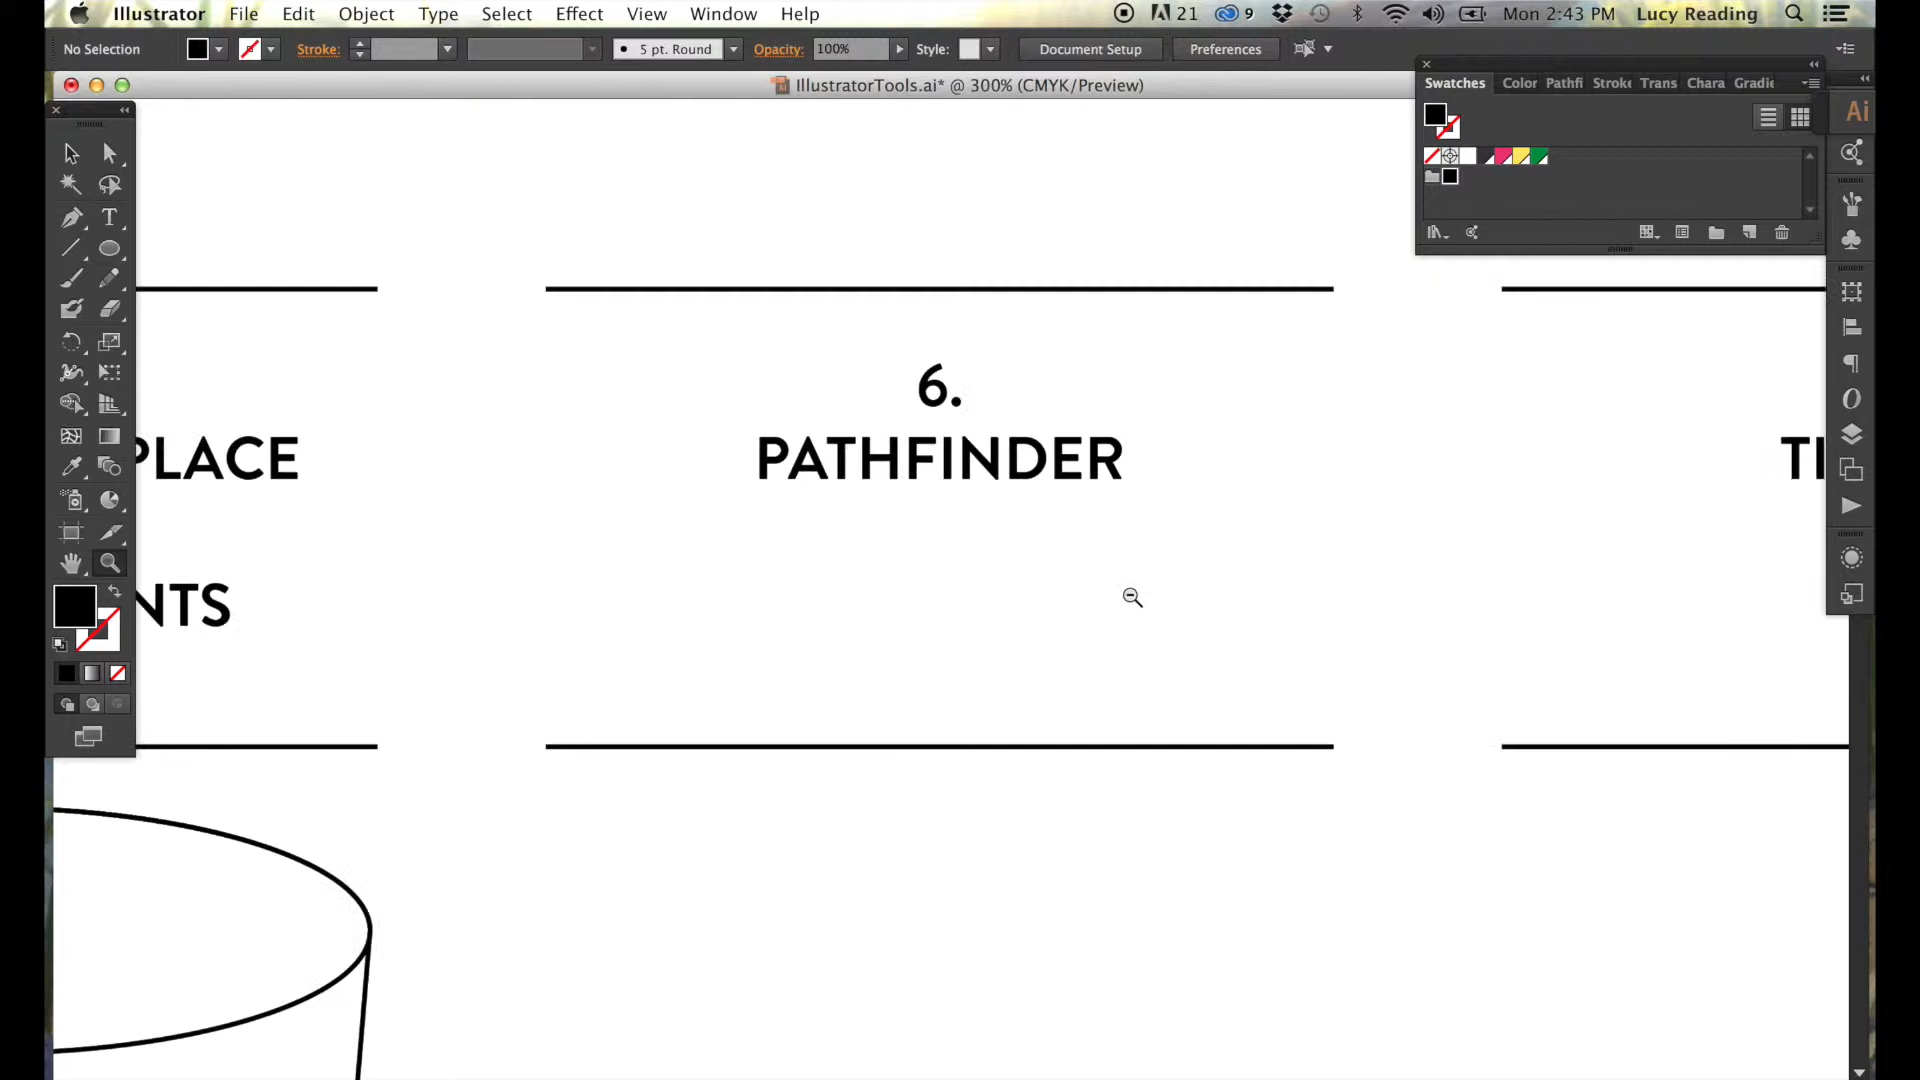 Illustrator File Edit Object Type Select Effect View Window Help 21 9 Mon 2:43 PM Lucy Reading
No Selection Stroke: 5 pt. Round Opacity: 100% Style: Document Setup Preferences
IllustratorTools.ai* @ 300% (CMYK/Preview)
Swatches Color Pathfi Stroke Trans Chara Gradie
Ai
6.
PLACE PATHFINDER TI
NTS